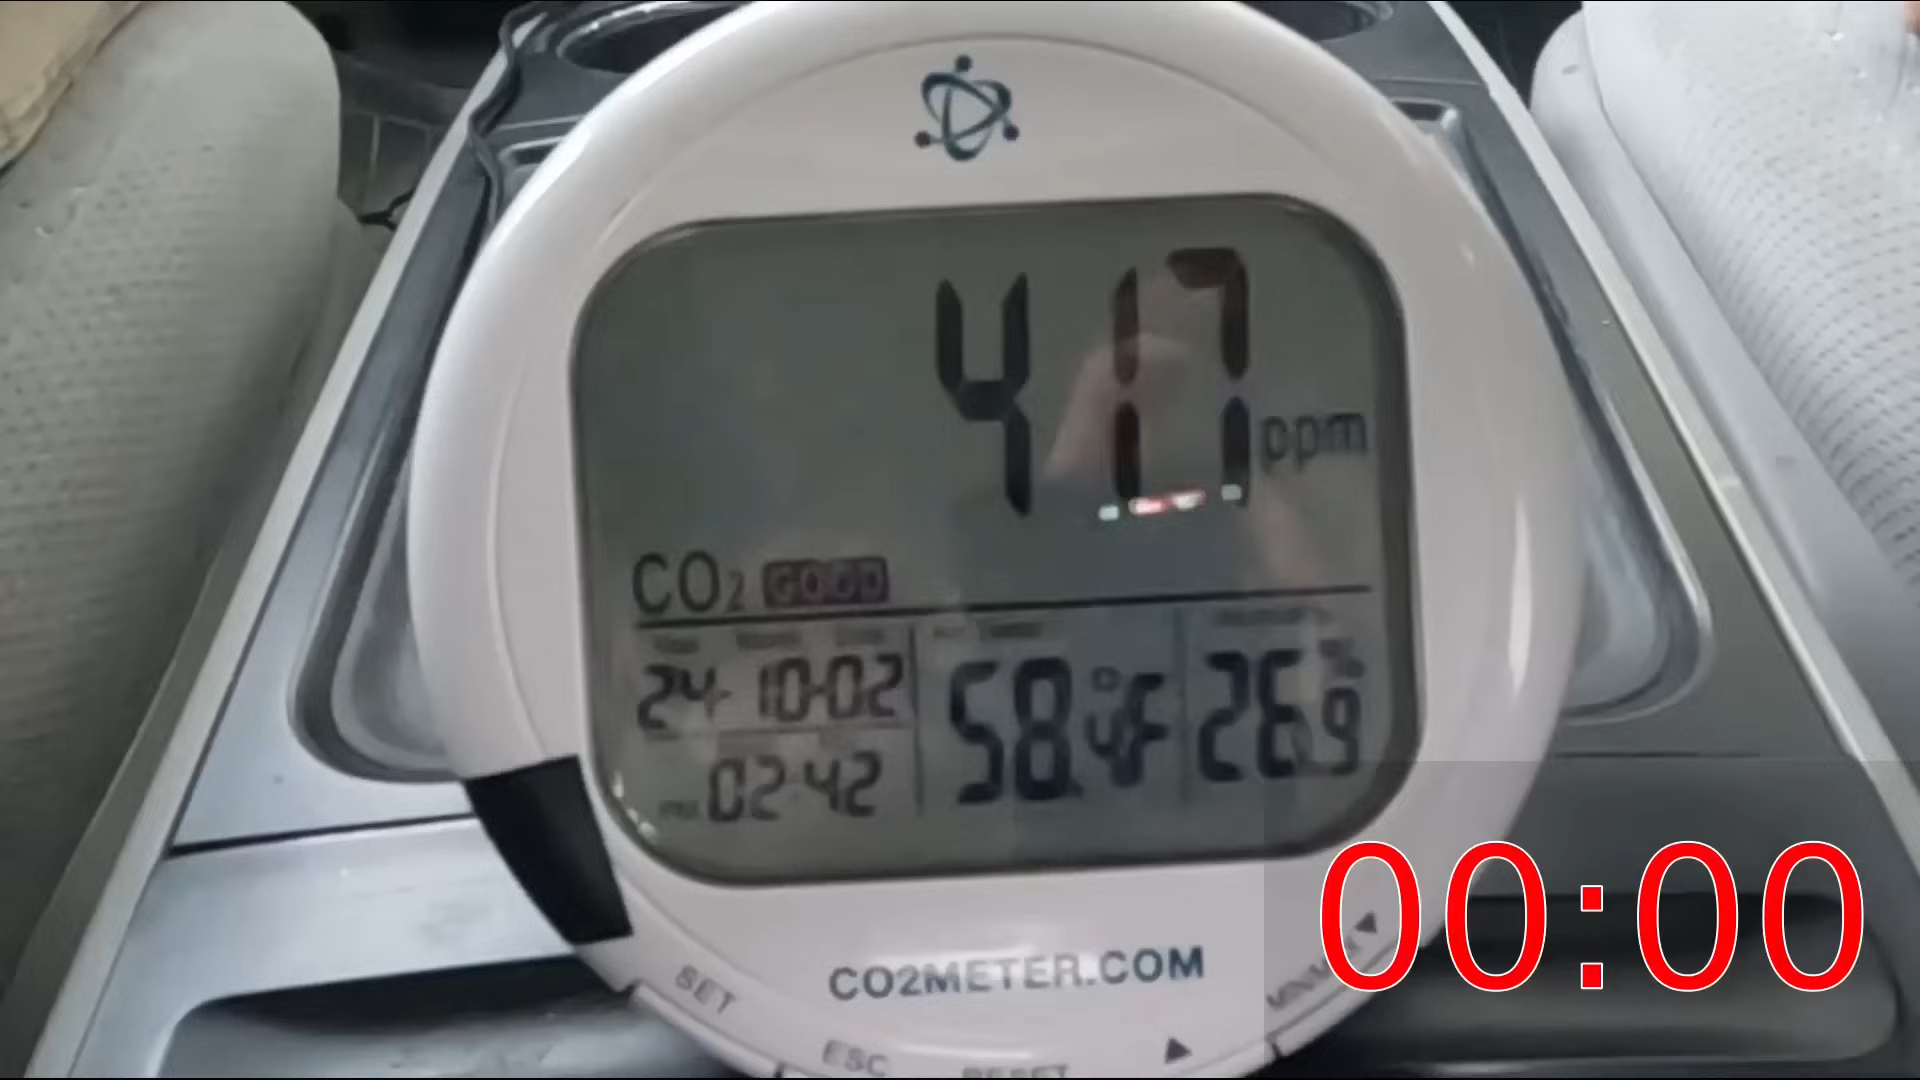 417 ppm
CO₂ GOOD
24-10-02
58.4°F
26.9 %
02:42
CO2METER.COM
SET
ESC
RESET
00:00